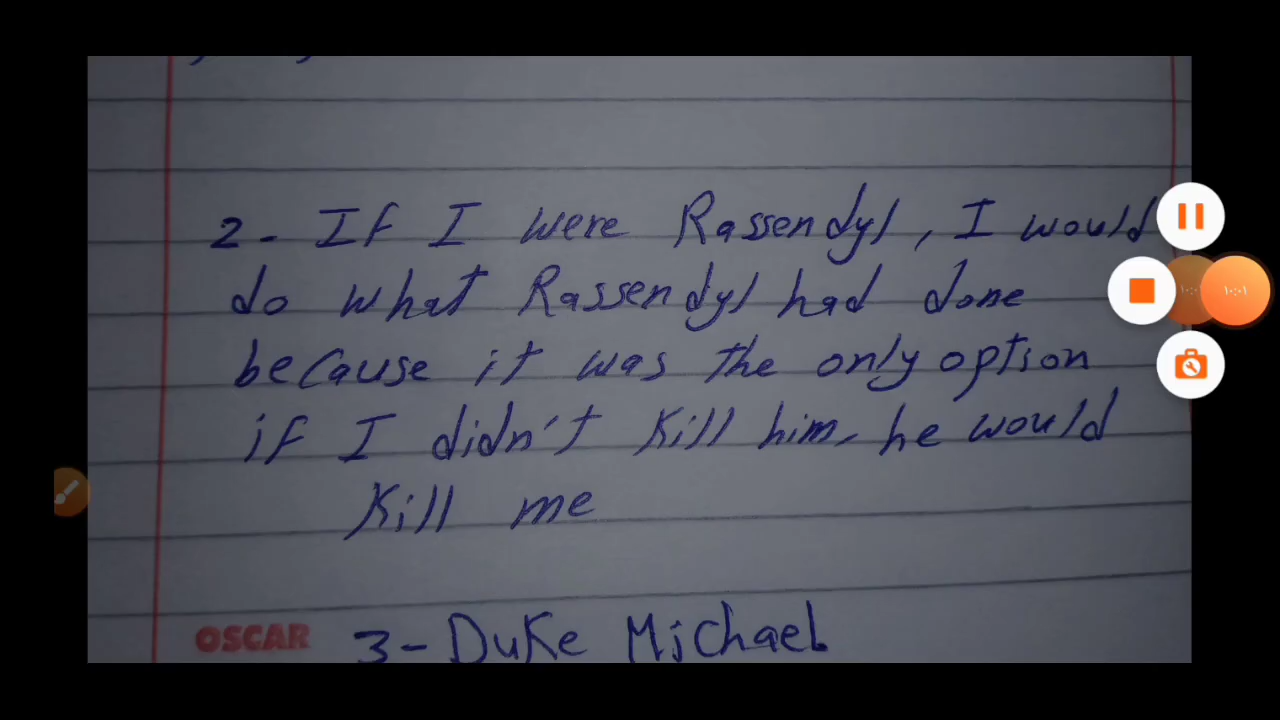 2- If I were Rassendyl, I would
do what Rassendyl had done
because it was the only option
if I didn't kill him, he would
kill me
OSCAR 3- Duke Michael